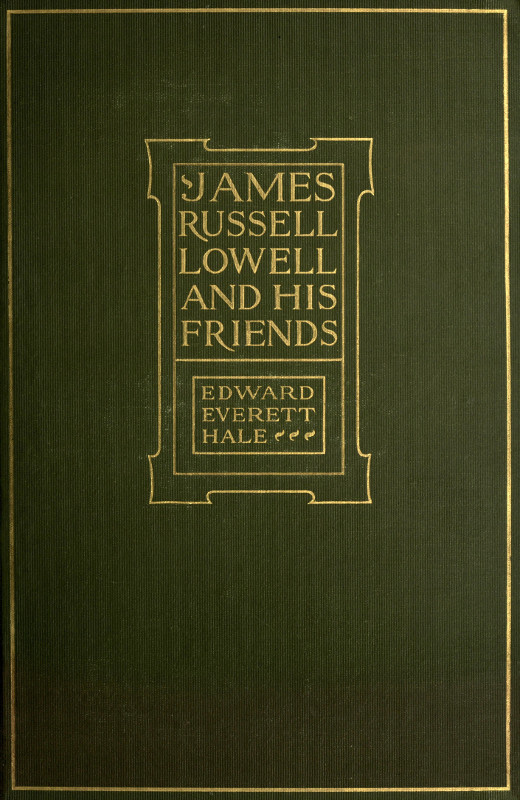 JAMES
RUSSELL
LOWELL
AND HIS
FRIENDS
EDWARD
EVERETT
HALE